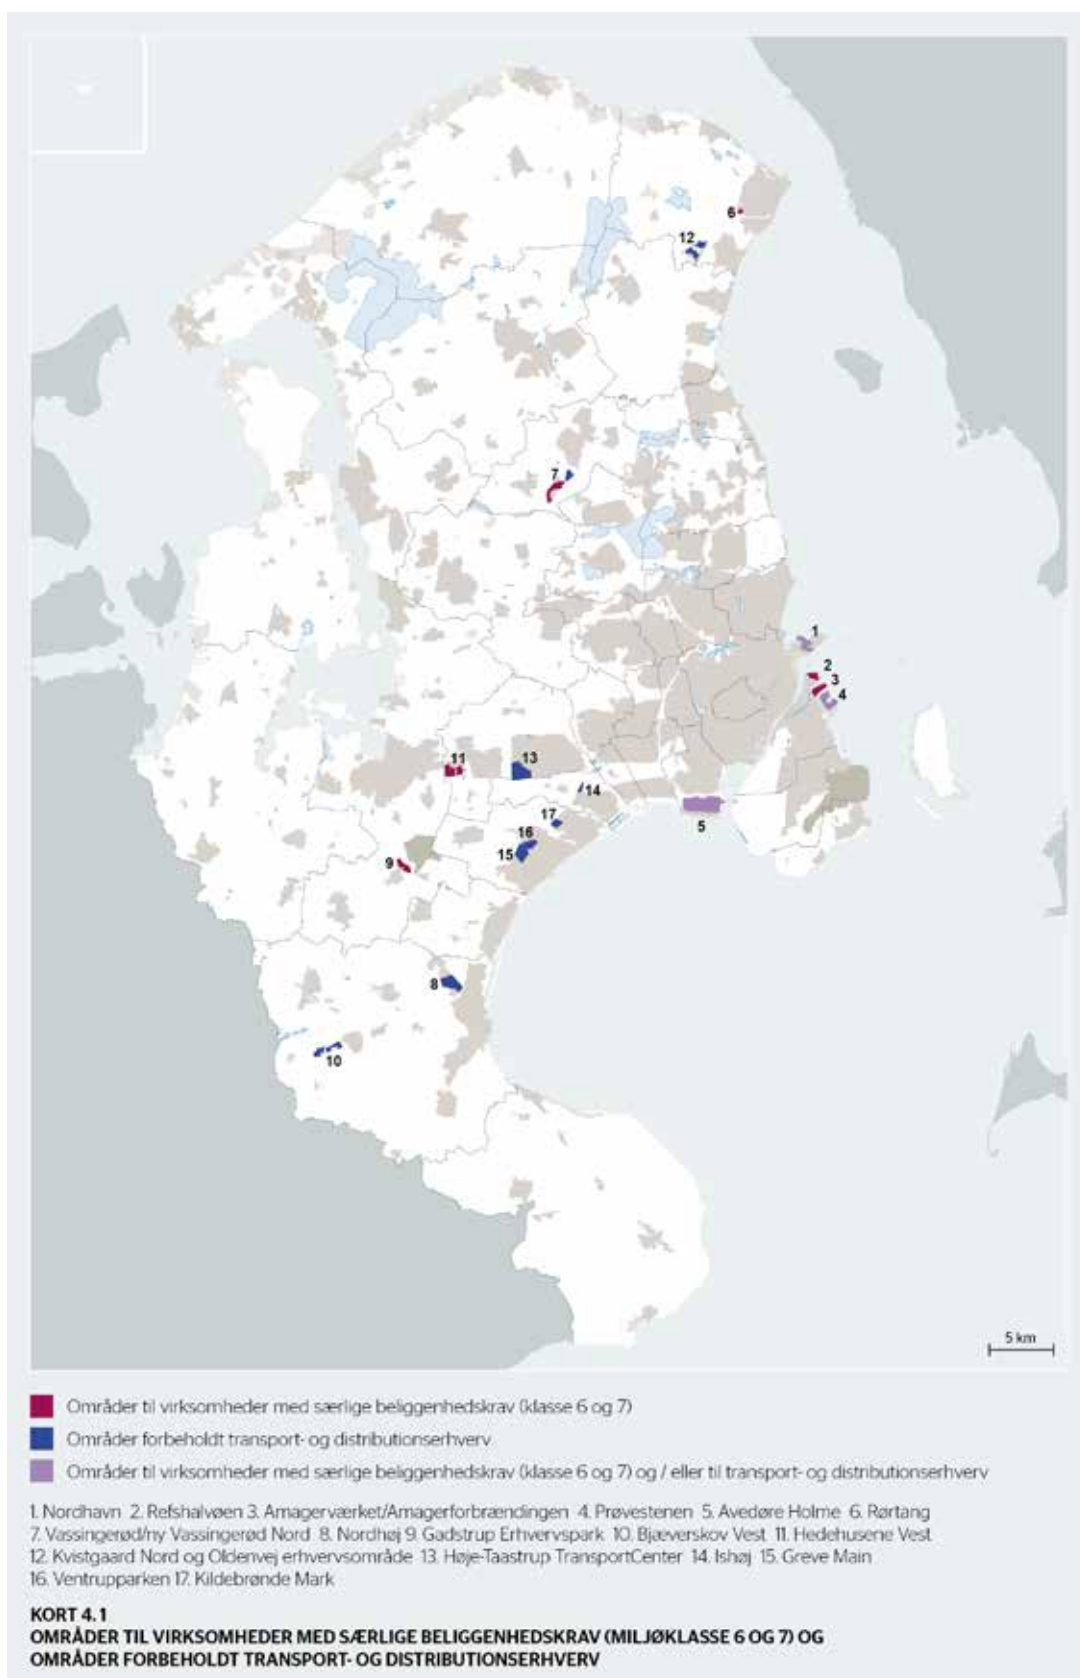 6
12
7
1
2
3
4
11
13
14
17
16
15
5
9
8
10
5 km
Områder til virksomheder med særlige beliggenhedskrav (klasse 6 og 7)
Områder forbeholdt transport- og distributionserhverv
Områder til virksomheder med særlige beliggenhedskrav (klasse 6 og 7) og / eller til transport- og distributionserhverv
1. Nordhavn 2. Refshalvøen 3. Amagerværket/Amagerforbrændingen 4. Prøvestenen 5. Avedøre Holme 6. Rørtang
7. Vassingerød/ny Vassingerød Nord 8. Nordhøj 9. Gadstrup Erhvervspark 10. Bjæverskov Vest 11. Hedehusene Vest
12. Kvistgaard Nord og Oldenvej erhvervsområde 13. Høje-Taastrup TransportCenter 14. Ishøj 15. Greve Main
16. Ventrupparken 17. Kildebrønde Mark
KORT 4.1
OMRÅDER TIL VIRKSOMHEDER MED SÆRLIGE BELIGGENHEDSKRAV (MILJØKLASSE 6 OG 7) OG
OMRÅDER FORBEHOLDT TRANSPORT- OG DISTRIBUTIONSERHVERV